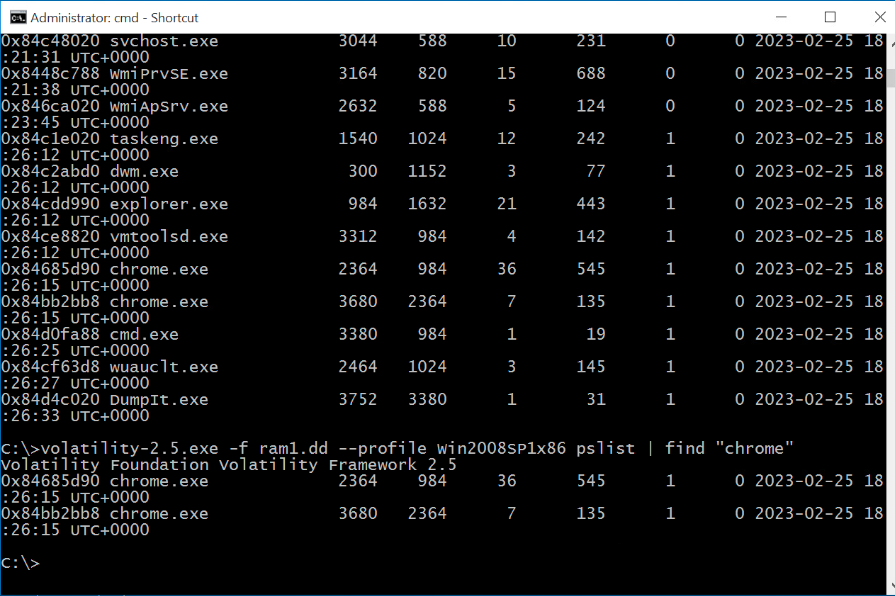 Administrator: cmd - Shortcut
0x84c48020 svchost.exe 3044 588 10 231 0 0 2023-02-25 18
:21:31 UTC+0000
0x8448c788 WmiPrvSE.exe 3164 820 15 688 0 0 2023-02-25 18
:21:38 UTC+0000
0x846ca020 WmiApSrv.exe 2632 588 5 124 0 0 2023-02-25 18
:23:45 UTC+0000
0x84c1e020 taskeng.exe 1540 1024 12 242 1 0 2023-02-25 18
:26:12 UTC+0000
0x84c2abd0 dwm.exe 300 1152 3 77 1 0 2023-02-25 18
:26:12 UTC+0000
0x84cdd990 explorer.exe 984 1632 21 443 1 0 2023-02-25 18
:26:12 UTC+0000
0x84ce8820 vmtoolsd.exe 3312 984 4 142 1 0 2023-02-25 18
:26:12 UTC+0000
0x84685d90 chrome.exe 2364 984 36 545 1 0 2023-02-25 18
:26:15 UTC+0000
0x84bb2bb8 chrome.exe 3680 2364 7 135 1 0 2023-02-25 18
:26:15 UTC+0000
0x84d0fa88 cmd.exe 3380 984 1 19 1 0 2023-02-25 18
:26:25 UTC+0000
0x84cf63d8 wuauclt.exe 2464 1024 3 145 1 0 2023-02-25 18
:26:27 UTC+0000
0x84d4c020 DumpIt.exe 3752 3380 1 31 1 0 2023-02-25 18
:26:33 UTC+0000
C:\>volatility-2.5.exe -f ram1.dd --profile Win2008SP1x86 pslist | find "chrome"
Volatility Foundation Volatility Framework 2.5
0x84685d90 chrome.exe 2364 984 36 545 1 0 2023-02-25 18
:26:15 UTC+0000
0x84bb2bb8 chrome.exe 3680 2364 7 135 1 0 2023-02-25 18
:26:15 UTC+0000
C:\>